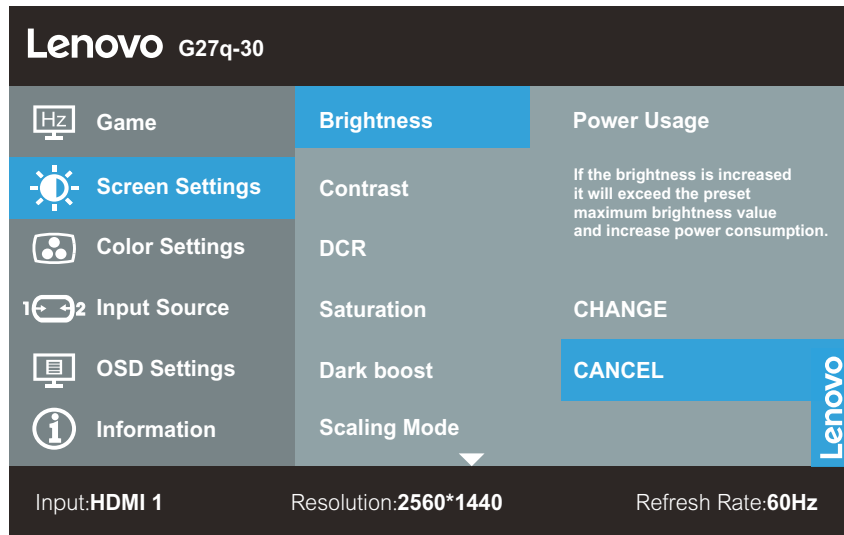 Lenovo G27q-30
Hz Game
Screen Settings
Color Settings
1 2 Input Source
OSD Settings
Information
Brightness
Contrast
DCR
Saturation
Dark boost
Scaling Mode
Power Usage
If the brightness is increased
it will exceed the preset
maximum brightness value
and increase power consumption.
CHANGE
CANCEL
Lenovo
Input:HDMI 1
Resolution:2560*1440
Refresh Rate:60Hz